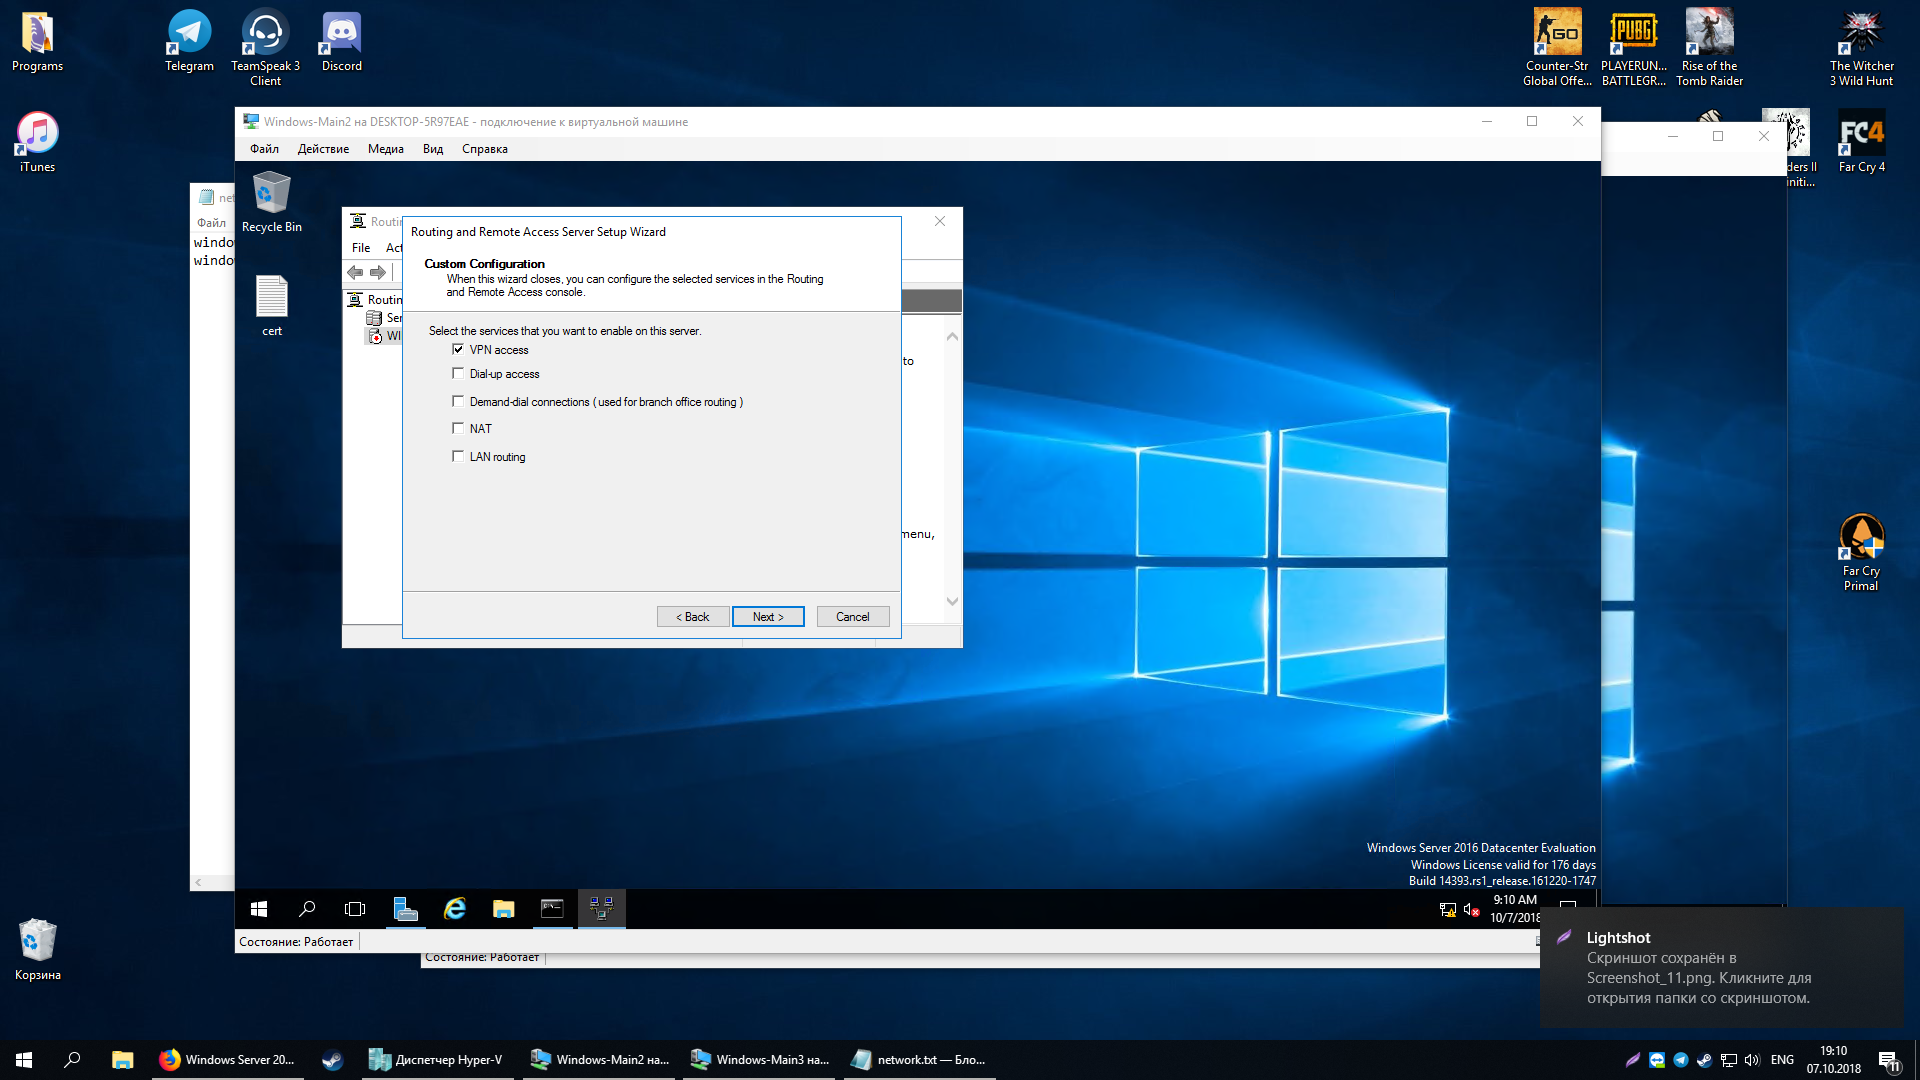 Programs
Telegram
TeamSpeak 3
Client
Discord
Counter-Str
Global Offe...
PUBG
PLAYERUN...
BATTLEGR...
Rise of the
Tomb Raider
The Witcher
3 Wild Hunt
iTunes
FC4
Far Cry 4
Far Cry
Primal
Корзина
Файл
Windows-Main2 на DESKTOP-5R97EAE - подключение к виртуальной машине
Файл Действие Медиа Вид Справка
Recycle Bin
cert
File
Routing and Remote Access Server Setup Wizard
Custom Configuration
When this wizard closes, you can configure the selected services in the Routing
and Remote Access console.
Select the services that you want to enable on this server.
VPN access
Dial-up access
Demand-dial connections ( used for branch office routing )
NAT
LAN routing
< Back Next > Cancel
to
menu,
Windows Server 2016 Datacenter Evaluation
Windows License valid for 176 days
Build 14393.rs1_release.161220-1747
9:10 AM
10/7/2018
Состояние: Работает
Состояние: Работает
Lightshot
Скриншот сохранён в
Screenshot_11.png. Кликните для
открытия папки со скриншотом.
Windows Server 20...
Диспетчер Hyper-V
Windows-Main2 на...
Windows-Main3 на...
network.txt — Бло...
ENG
19:10
07.10.2018
11